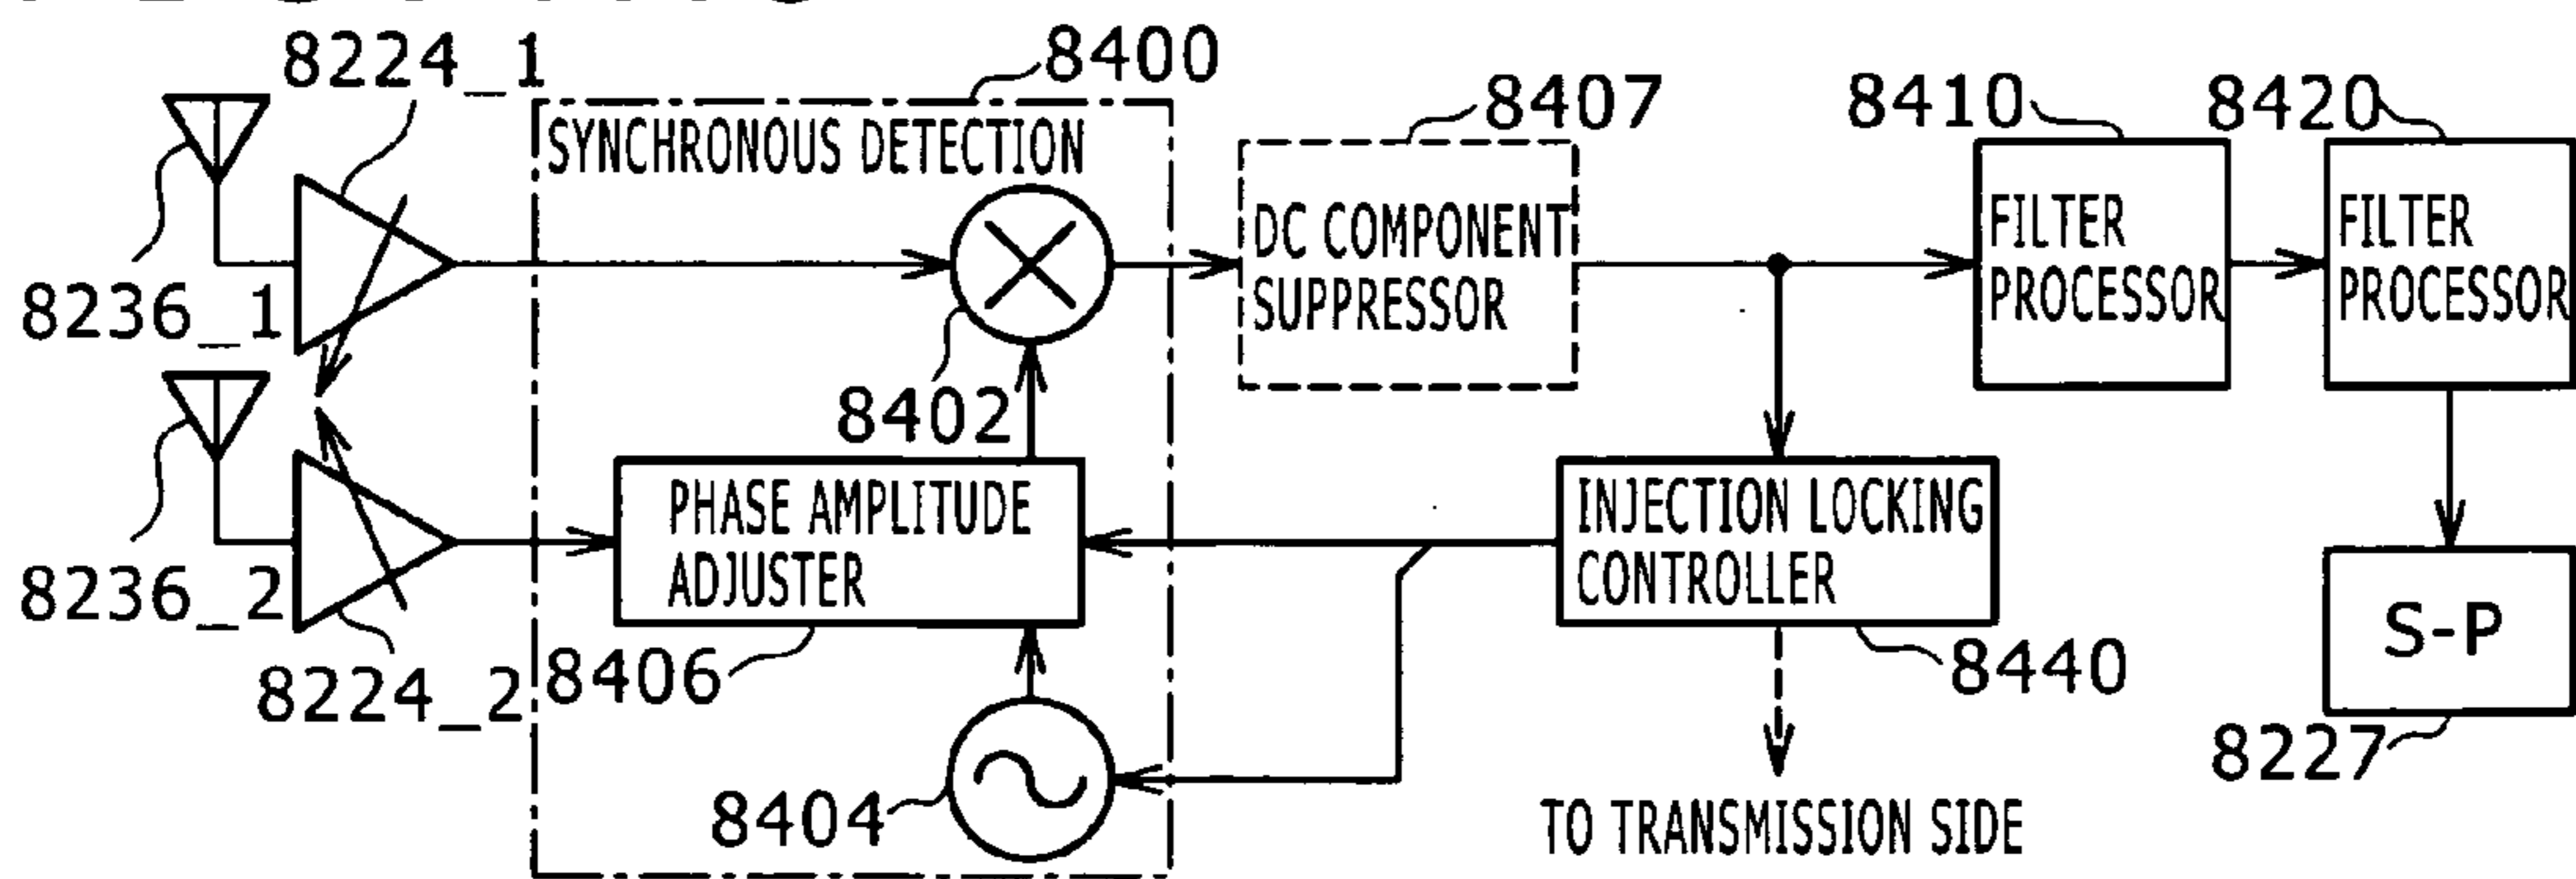 8224_1
8400
8407
8410
8420
SYNCHRONOUS DETECTION
DC COMPONENT
SUPPRESSOR
FILTER
PROCESSOR
FILTER
PROCESSOR
8236_1
8402
PHASE AMPLITUDE
ADJUSTER
INJECTION LOCKING
CONTROLLER
8236_2
8224_2
8406
8440
S-P
8227
8404
TO TRANSMISSION SIDE